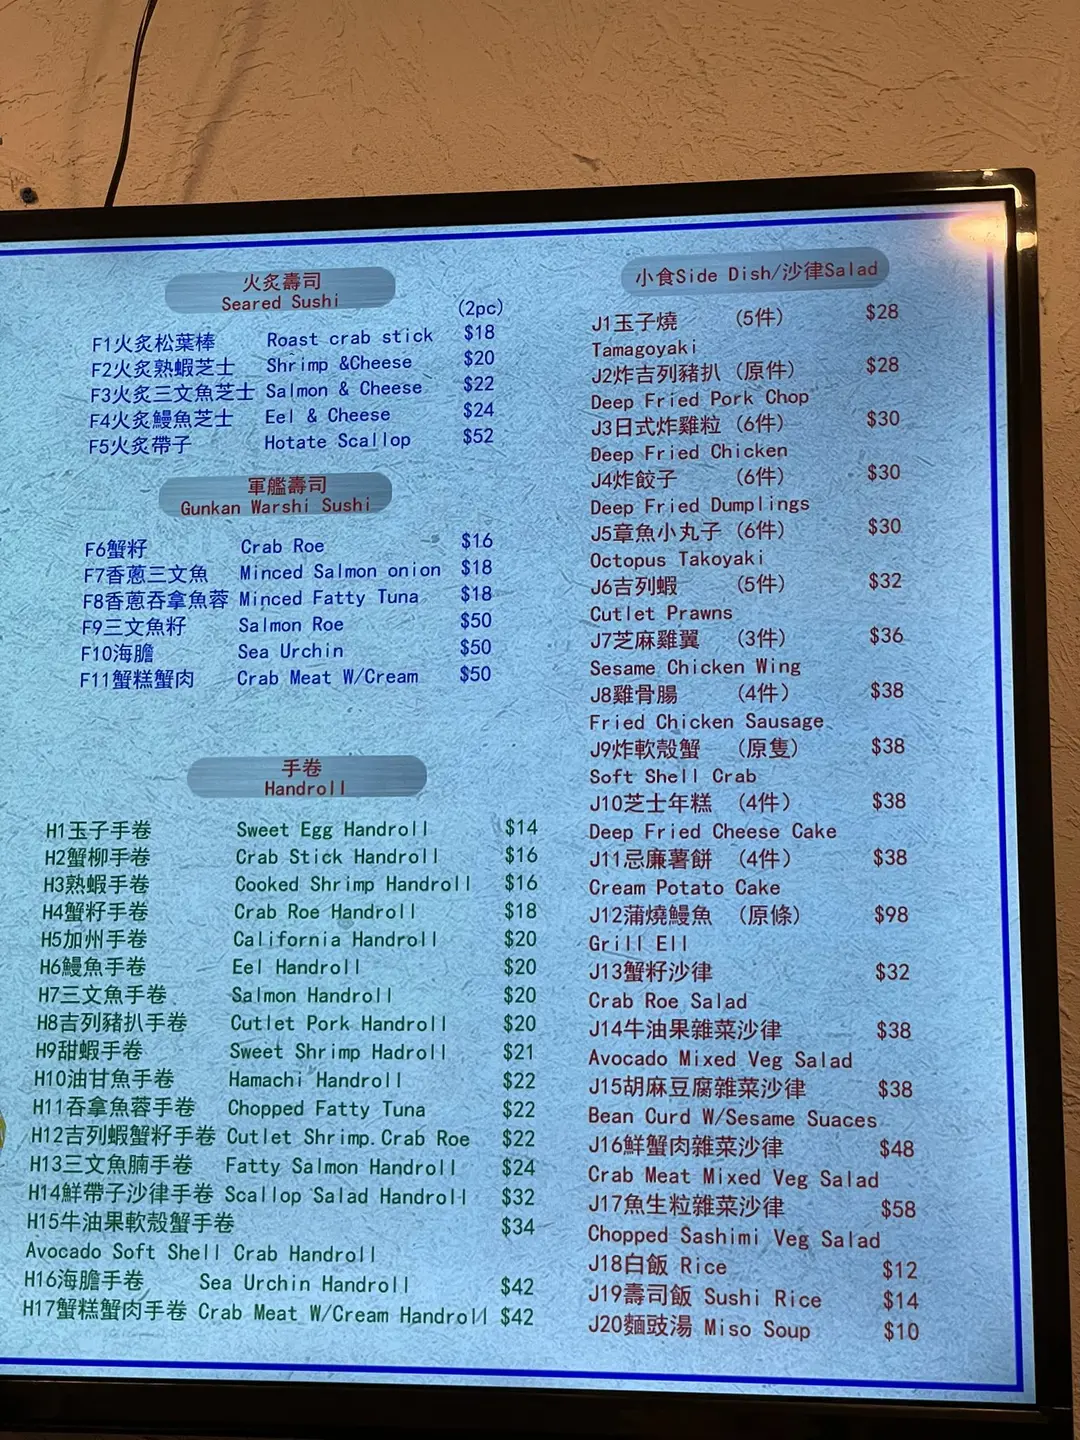 火炙壽司
Seared Sushi
(2pc)
F1火炙松葉棒 Roast crab stick $18
F2火炙熟蝦芝士 Shrimp &Cheese $20
F3火炙三文魚芝士 Salmon & Cheese $22
F4火炙鰻魚芝士 Eel & Cheese $24
F5火炙帶子 Hotate Scallop $52
軍艦壽司
Gunkan Warshi Sushi
F6蟹籽 Crab Roe $16
F7香蔥三文魚 Minced Salmon onion $18
F8香蔥吞拿魚蓉 Minced Fatty Tuna $18
F9三文魚籽 Salmon Roe $50
F10海膽 Sea Urchin $50
F11蟹糕蟹肉 Crab Meat W/Cream $50
手卷
Handroll
H1玉子手卷 Sweet Egg Handroll $14
H2蟹柳手卷 Crab Stick Handroll $16
H3熟蝦手卷 Cooked Shrimp Handroll $16
H4蟹籽手卷 Crab Roe Handroll $18
H5加州手卷 California Handroll $20
H6鰻魚手卷 Eel Handroll $20
H7三文魚手卷 Salmon Handroll $20
H8吉列豬扒手卷 Cutlet Pork Handroll $20
H9甜蝦手卷 Sweet Shrimp Hadroll $21
H10油甘魚手卷 Hamachi Handroll $22
H11吞拿魚蓉手卷 Chopped Fatty Tuna $22
H12吉列蝦蟹籽手卷 Cutlet Shrimp.Crab Roe $22
H13三文魚腩手卷 Fatty Salmon Handroll $24
H14鮮帶子沙律手卷 Scallop Salad Handroll $32
H15牛油果軟殼蟹手卷 $34
Avocado Soft Shell Crab Handroll
H16海膽手卷 Sea Urchin Handroll $42
H17蟹糕蟹肉手卷 Crab Meat W/Cream Handroll $42
小食Side Dish/沙律Salad
J1玉子燒 (5件) $28
Tamagoyaki
J2炸吉列豬扒 (原件) $28
Deep Fried Pork Chop
J3日式炸雞粒 (6件) $30
Deep Fried Chicken
J4炸餃子 (6件) $30
Deep Fried Dumplings
J5章魚小丸子 (6件) $30
Octopus Takoyaki
J6吉列蝦 (5件) $32
Cutlet Prawns
J7芝麻雞翼 (3件) $36
Sesame Chicken Wing
J8雞骨腸 (4件) $38
Fried Chicken Sausage
J9炸軟殼蟹 (原隻) $38
Soft Shell Crab
J10芝士年糕 (4件) $38
Deep Fried Cheese Cake
J11忌廉薯餅 (4件) $38
Cream Potato Cake
J12蒲燒鰻魚 (原條) $98
Grill Ell
J13蟹籽沙律 $32
Crab Roe Salad
J14牛油果雜菜沙律 $38
Avocado Mixed Veg Salad
J15胡麻豆腐雜菜沙律 $38
Bean Curd W/Sesame Suaces
J16鮮蟹肉雜菜沙律 $48
Crab Meat Mixed Veg Salad
J17魚生粒雜菜沙律 $58
Chopped Sashimi Veg Salad
J18白飯 Rice $12
J19壽司飯 Sushi Rice $14
J20麵豉湯 Miso Soup $10